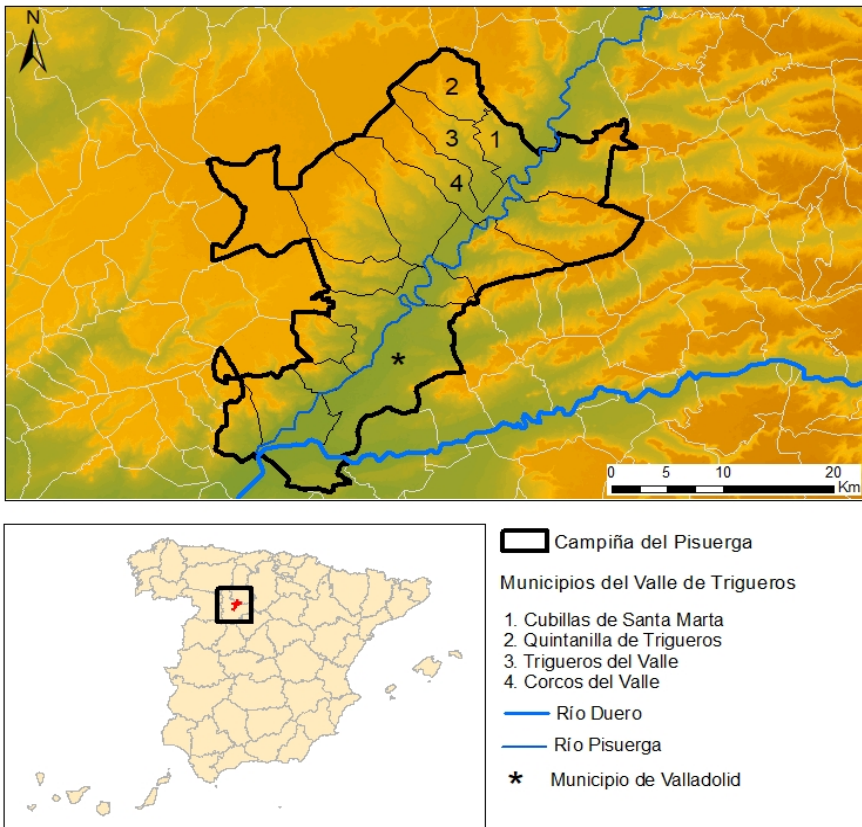 N
2
3
1
4
*
0 5 10 20
Km
Campiña del Pisuerga
Municipios del Valle de Trigueros
1. Cubillas de Santa Marta
2. Quintanilla de Trigueros
3. Trigueros del Valle
4. Corcos del Valle
Río Duero
Río Pisuerga
* Municipio de Valladolid